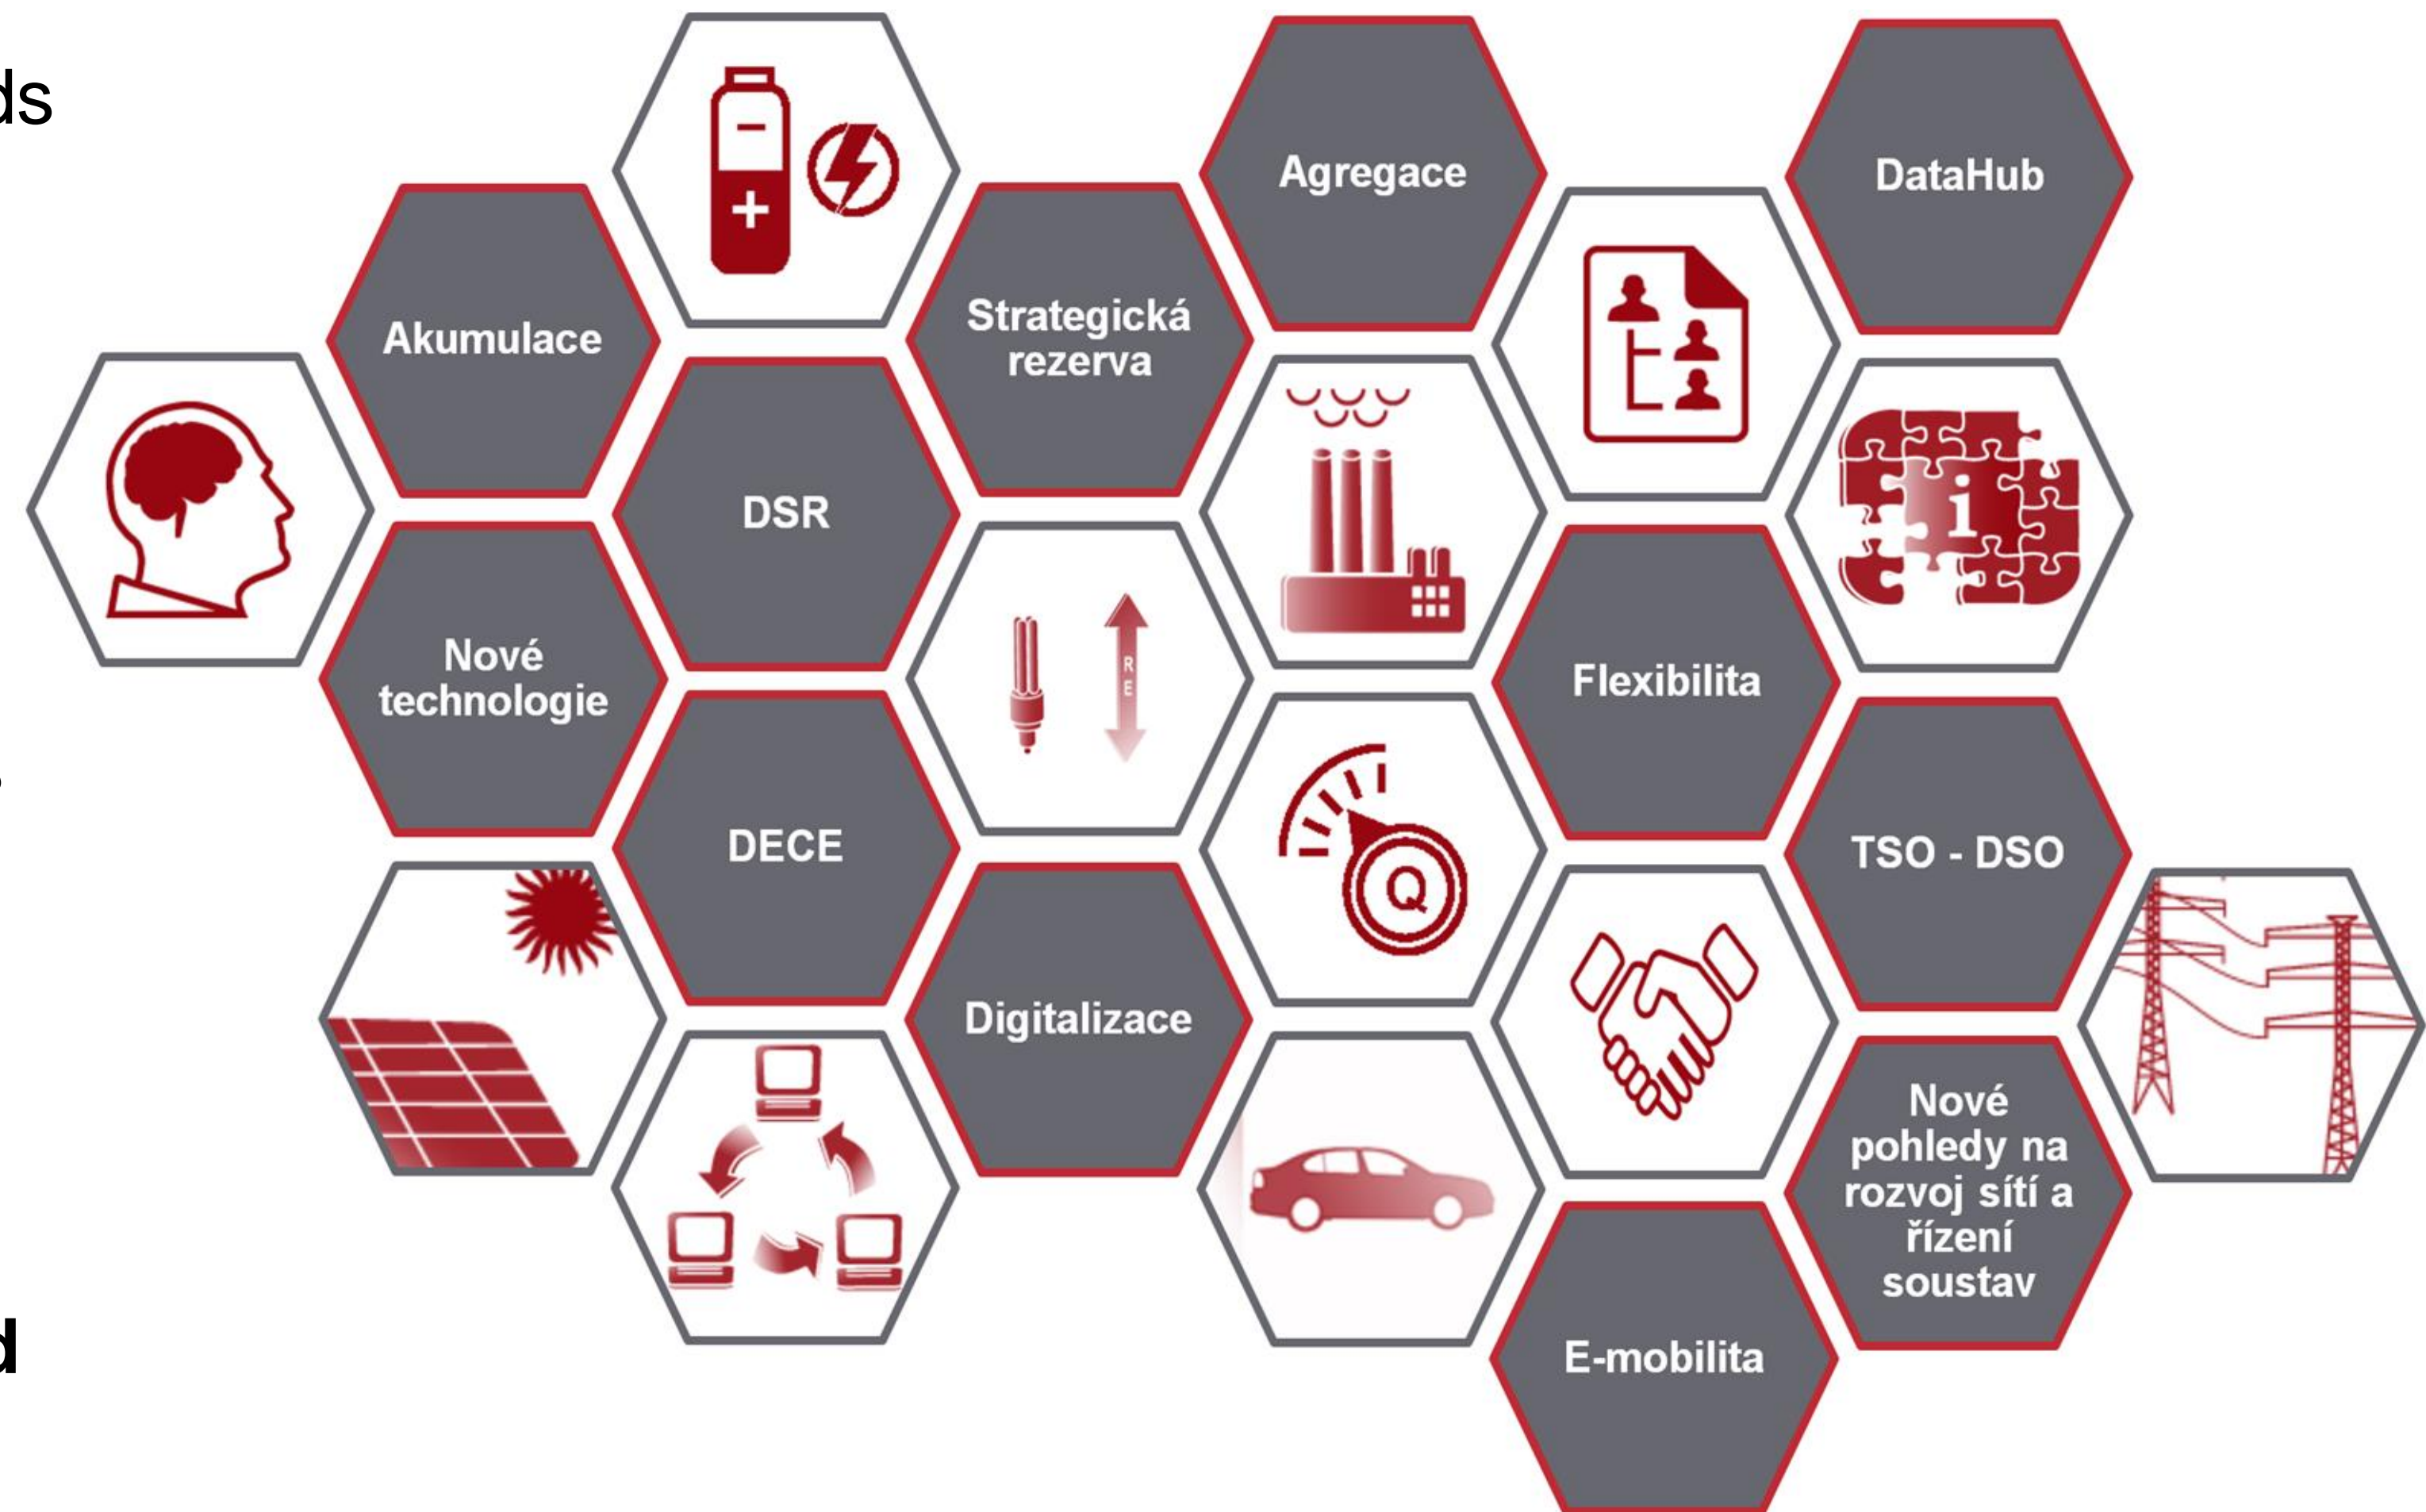 ds
Agregace
DataHub
Akumulace
Strategická
rezerva
DSR
i
Nové
technologie
R
E
Flexibilita
DECE
TSO - DSO
Q
Digitalizace
Nové
pohledy na
rozvoj sítí a
řízení
soustav
d
E-mobilita